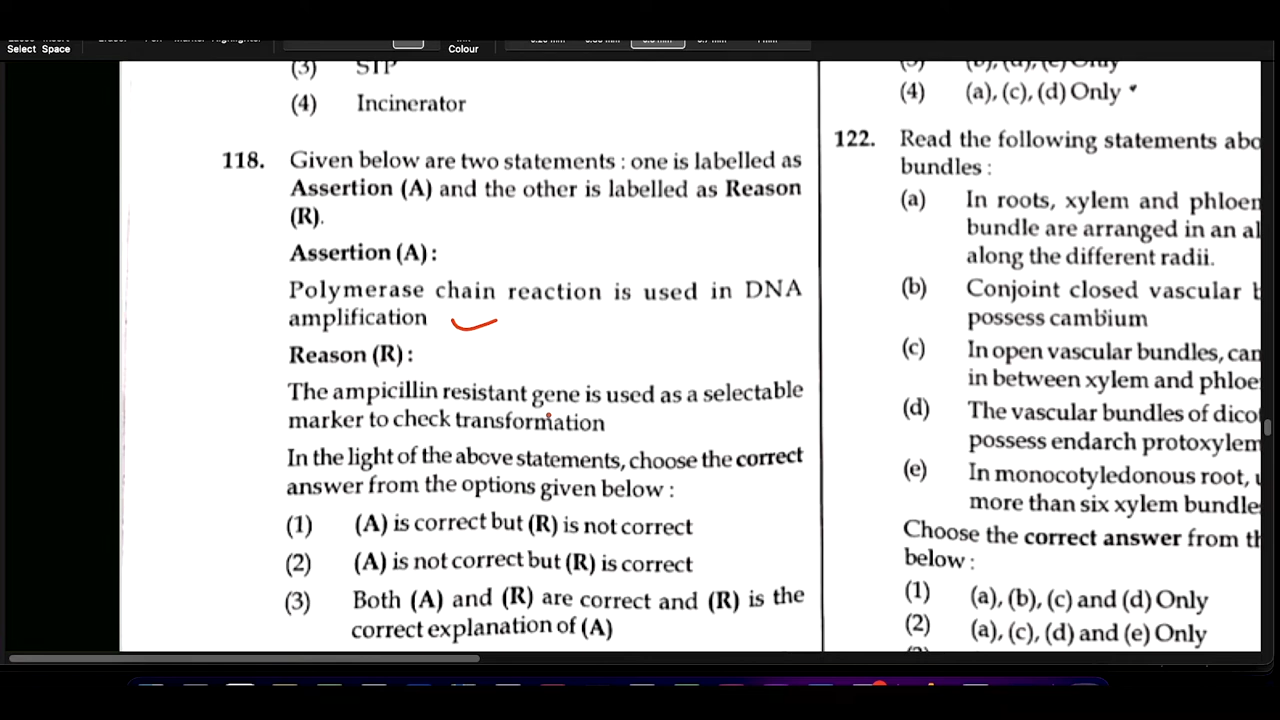 Select Space
Colour
(3) STP
(4) Incinerator
118. Given below are two statements : one is labelled as
Assertion (A) and the other is labelled as Reason
(R).
Assertion (A) :
Polymerase chain reaction is used in DNA
amplification
Reason (R) :
The ampicillin resistant gene is used as a selectable
marker to check transformation
In the light of the above statements, choose the correct
answer from the options given below :
(1) (A) is correct but (R) is not correct
(2) (A) is not correct but (R) is correct
(3) Both (A) and (R) are correct and (R) is the
correct explanation of (A)
(4) (a), (c), (d) Only
122. Read the following statements abo
bundles :
(a) In roots, xylem and phloem
bundle are arranged in an al
along the different radii.
(b) Conjoint closed vascular b
possess cambium
(c) In open vascular bundles, cam
in between xylem and phloe
(d) The vascular bundles of dicot
possess endarch protoxylem
(e) In monocotyledonous root, u
more than six xylem bundles
Choose the correct answer from th
below :
(1) (a), (b), (c) and (d) Only
(2) (a), (c), (d) and (e) Only